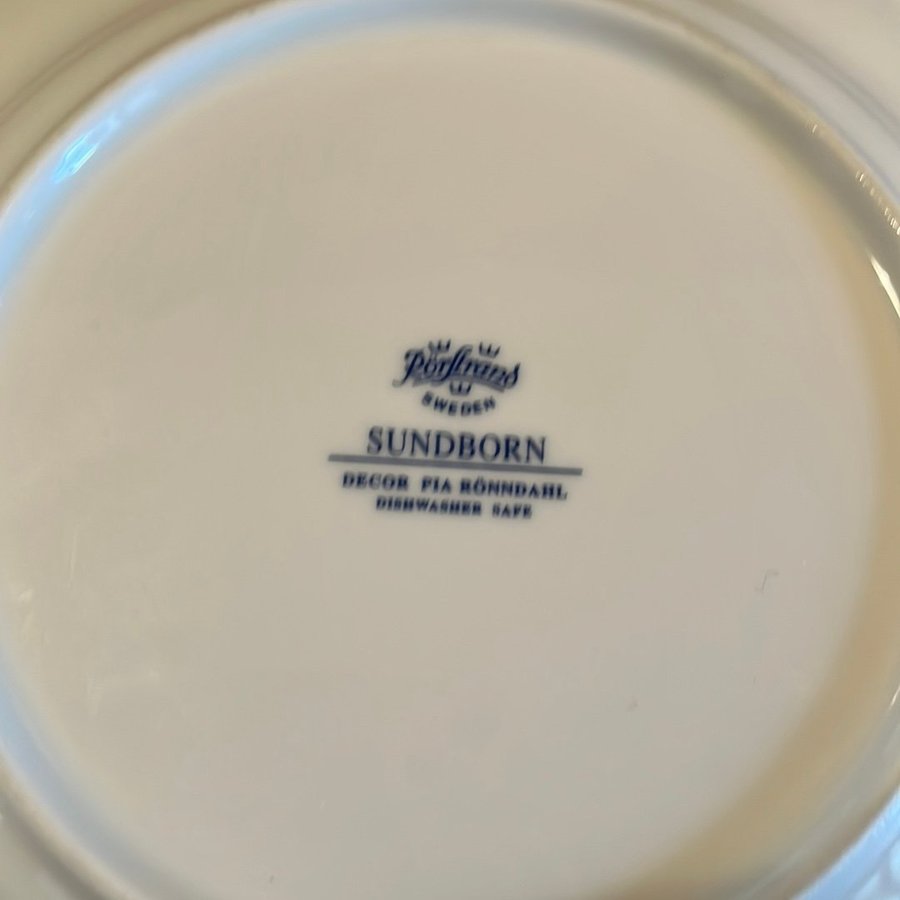 Rörstrand
SWEDEN
SUNDBORN
DECOR PIA RÖNNDAHL
DISHWASHER SAFE